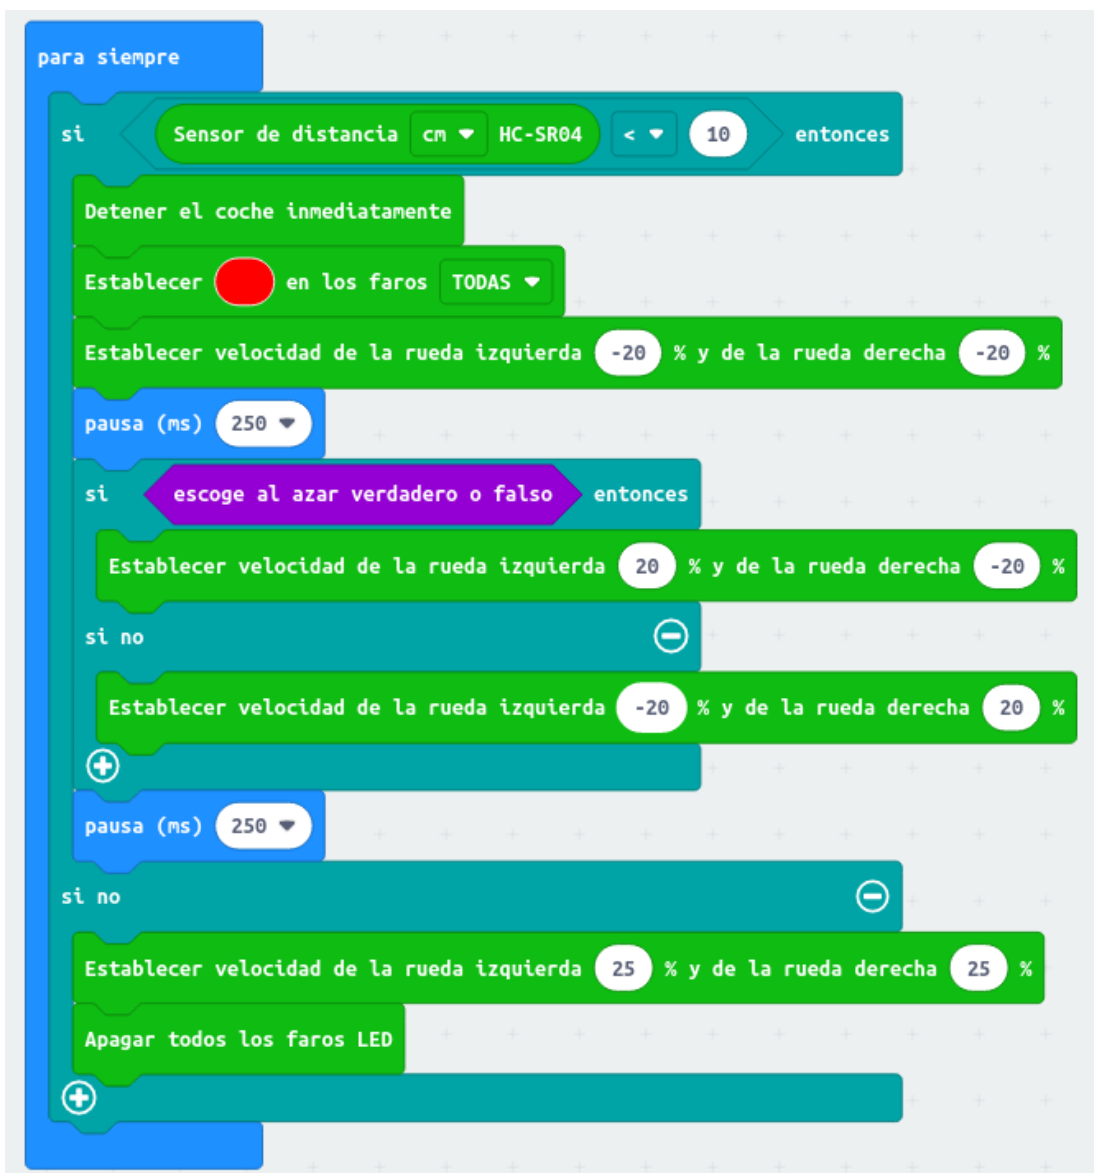 para siempre
si Sensor de distancia cm HC-SR04 < 10 entonces
Detener el coche inmediatamente
Establecer en los faros TODAS
Establecer velocidad de la rueda izquierda -20 % y de la rueda derecha -20 %
pausa (ms) 250
si escoge al azar verdadero o falso entonces
Establecer velocidad de la rueda izquierda 20 % y de la rueda derecha -20 %
si no
Establecer velocidad de la rueda izquierda -20 % y de la rueda derecha 20 %
pausa (ms) 250
si no
Establecer velocidad de la rueda izquierda 25 % y de la rueda derecha 25 %
Apagar todos los faros LED